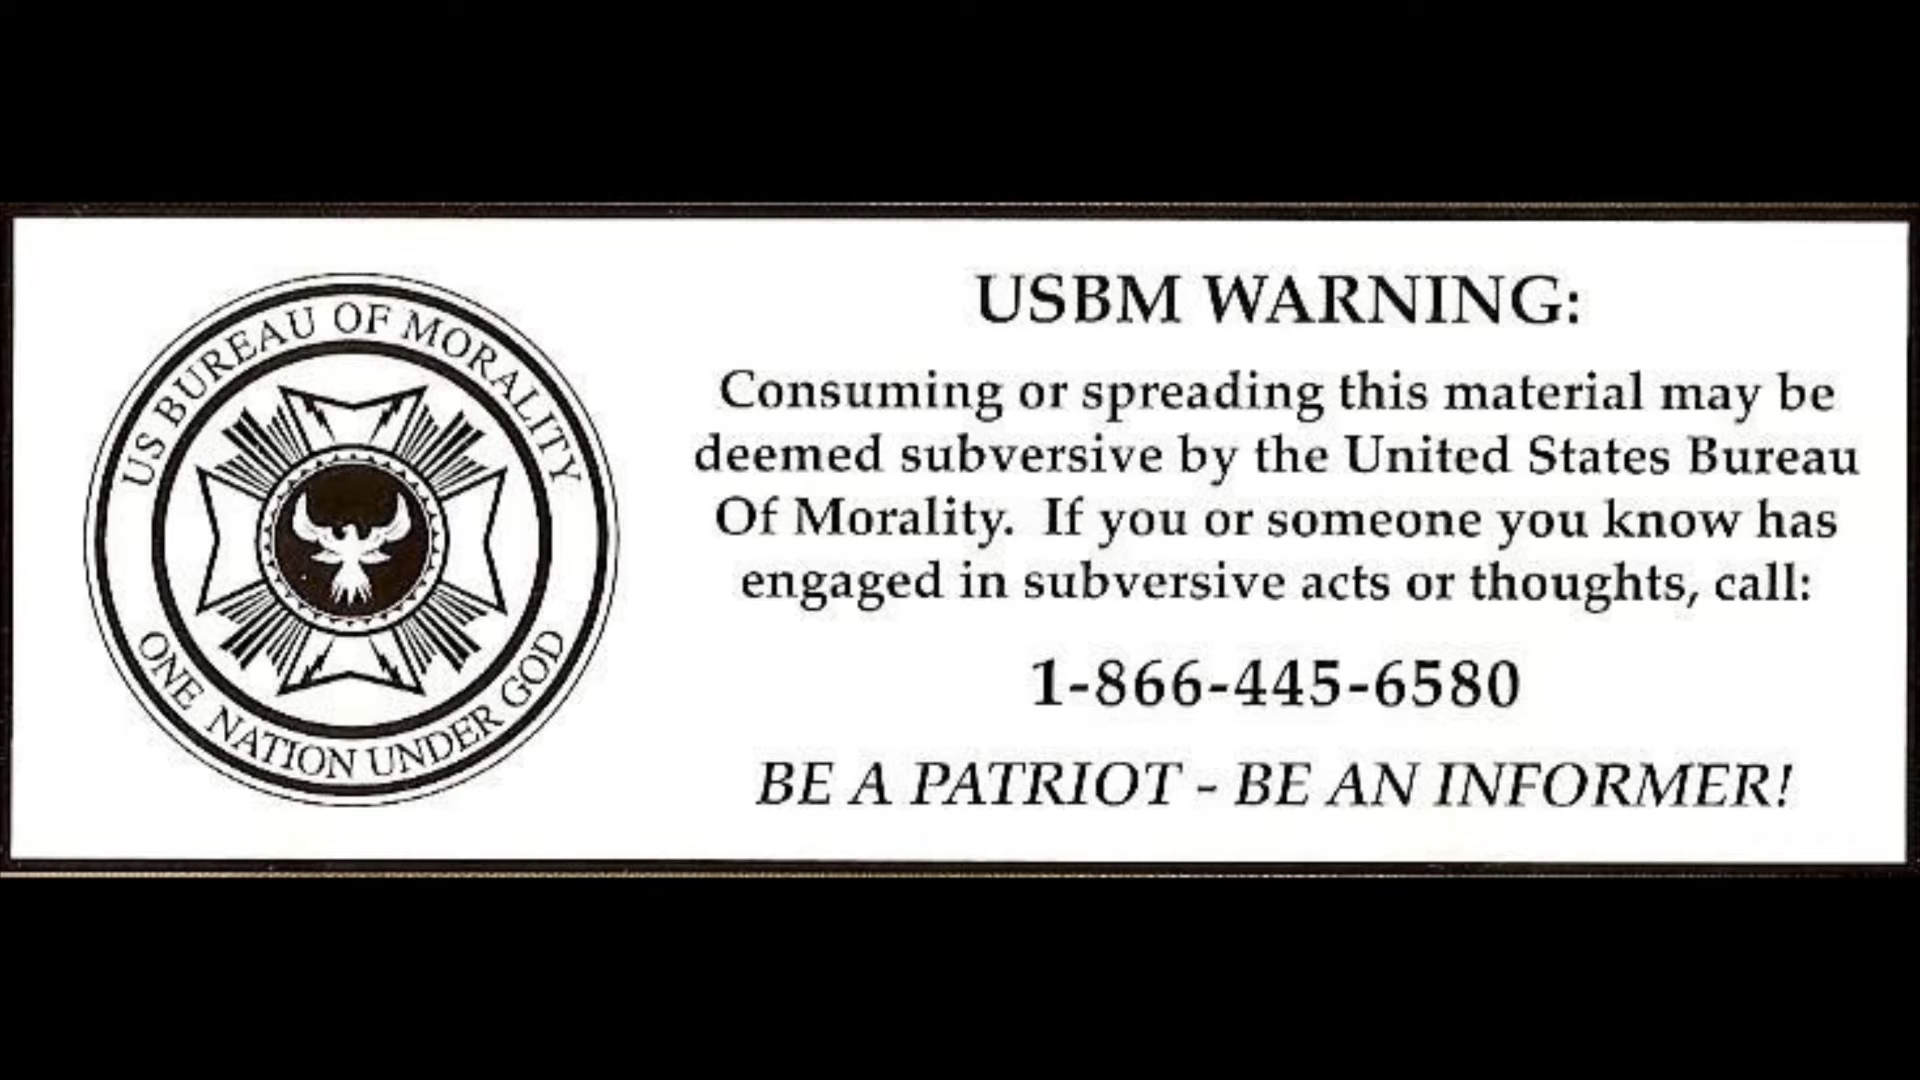 US BUREAU OF MORALITY
ONE NATION UNDER GOD
USBM WARNING:
Consuming or spreading this material may be
deemed subversive by the United States Bureau
Of Morality. If you or someone you know has
engaged in subversive acts or thoughts, call:
1-866-445-6580
BE A PATRIOT - BE AN INFORMER!